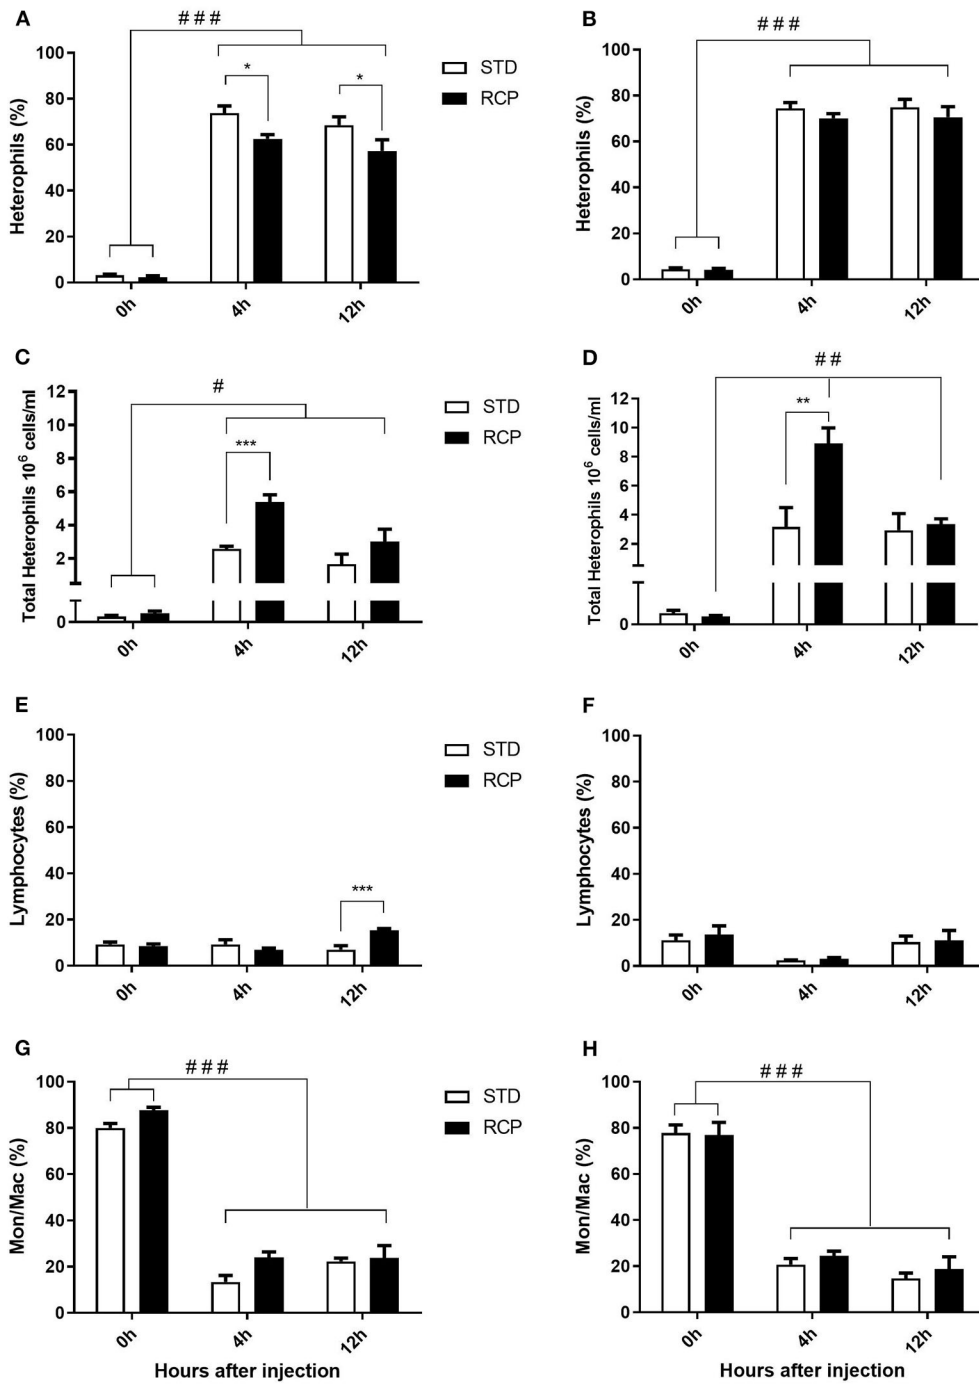 A
# # #
100
80
60
40
20
0
Heterophils (%)
*
*
STD
RCP
0h
4h
12h
B
# # #
100
80
60
40
20
0
Heterophils (%)
0h
4h
12h
C
#
12
10
8
6
4
2
0
Total Heterophils 10⁶ cells/ml
***
STD
RCP
0h
4h
12h
D
# #
12
10
8
6
4
2
0
Total Heterophils 10⁶ cells/ml
**
0h
4h
12h
E
100
80
60
40
20
0
Lymphocytes (%)
***
STD
RCP
0h
4h
12h
F
100
80
60
40
20
0
Lymphocytes (%)
0h
4h
12h
G
# # #
100
80
60
40
20
0
Mon/Mac (%)
STD
RCP
0h
4h
12h
Hours after injection
H
# # #
100
80
60
40
20
0
Mon/Mac (%)
0h
4h
12h
Hours after injection